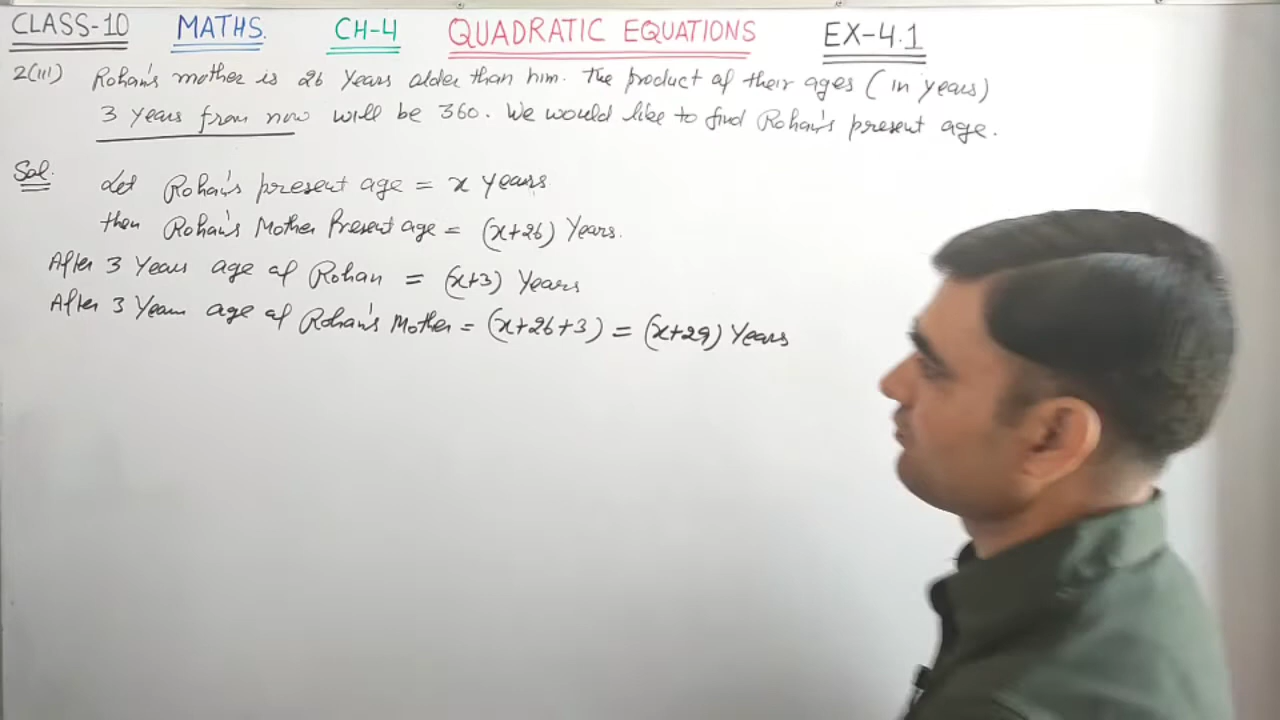 CLASS-10 MATHS. CH-4 QUADRATIC EQUATIONS EX-4.1
2(iii) Rohan's mother is 26 Years older than him. The product of their ages (in years)
3 years from now will be 360. We would like to find Rohan's present age.
Sol. Let Rohan's present age = x years
then Rohan's Mother Present age = (x+26) Years.
After 3 Years age of Rohan = (x+3) Years
After 3 Years age of Rohan's Mother = (x+26+3) = (x+29) Years